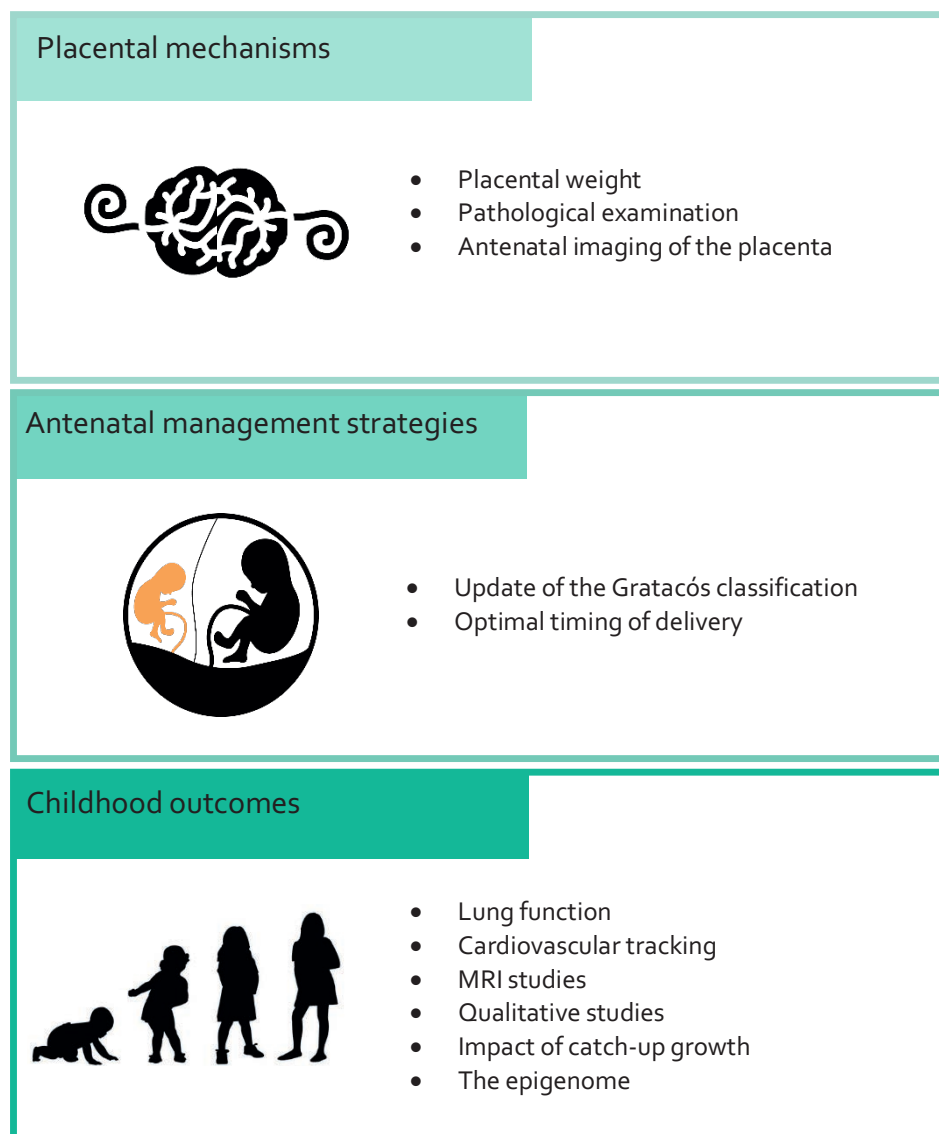 Placental mechanisms
• Placental weight
• Pathological examination
• Antenatal imaging of the placenta
Antenatal management strategies
• Update of the Gratacós classification
• Optimal timing of delivery
Childhood outcomes
• Lung function
• Cardiovascular tracking
• MRI studies
• Qualitative studies
• Impact of catch-up growth
• The epigenome